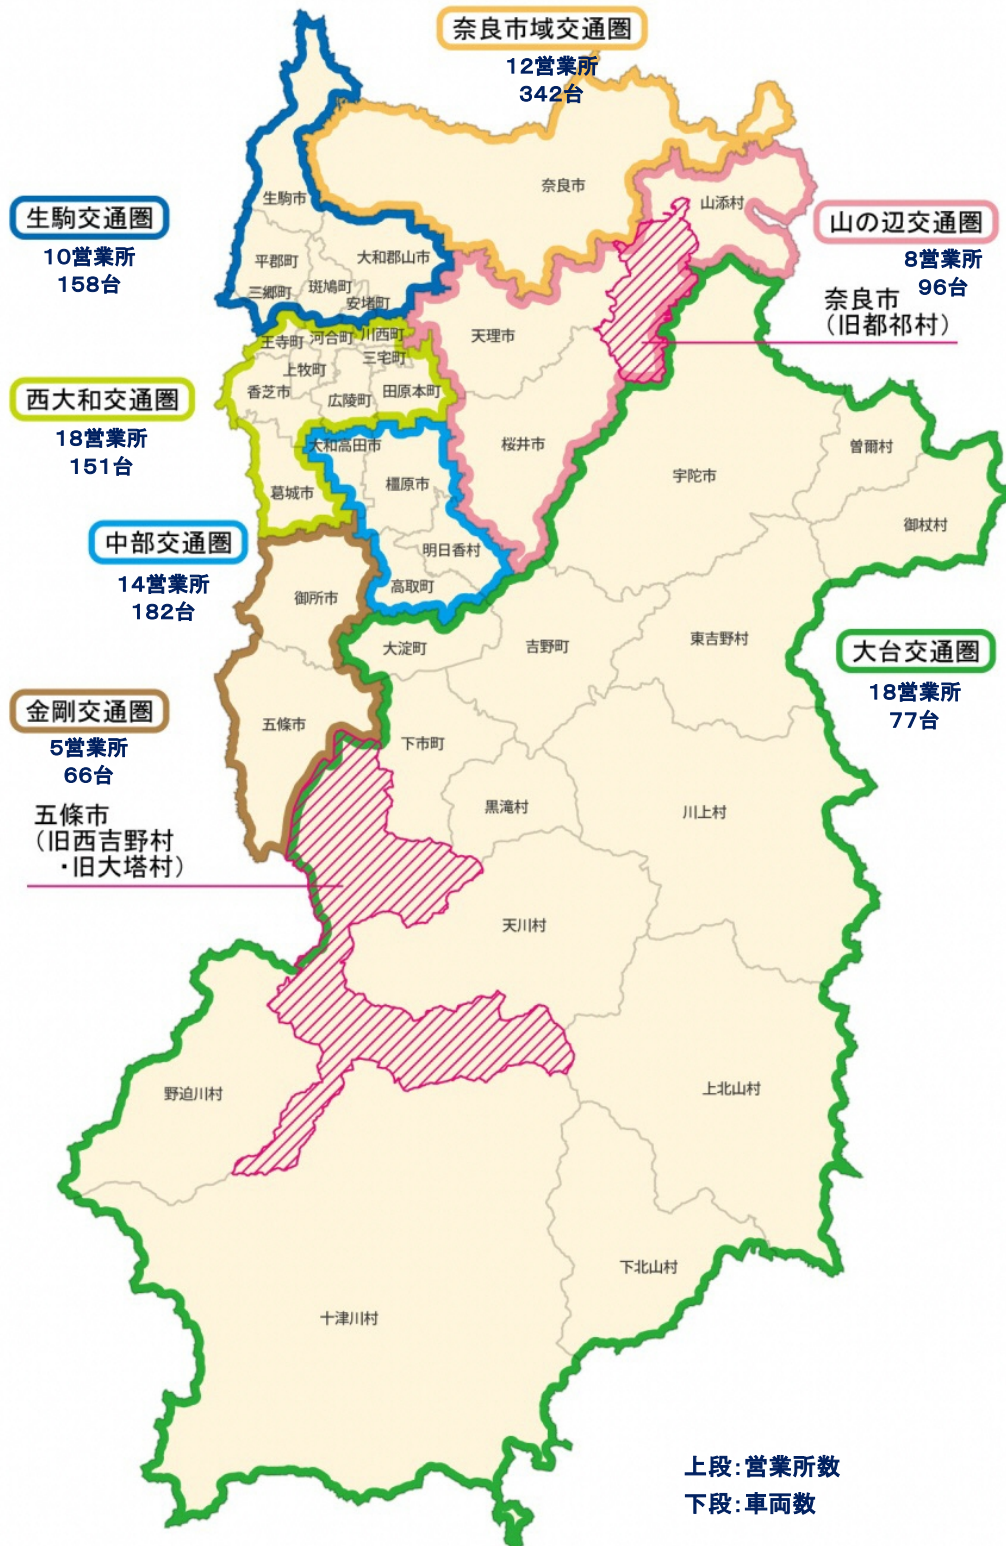 奈良市域交通圏
12営業所
342台
奈良市
山添村
生駒市
生駒交通圏
10営業所
158台
山の辺交通圏
8営業所
96台
平郡町
大和郡山市
三郷町
斑鳩町
安堵町
奈良市
（旧都祁村）
天理市
王寺町
河合町
川西町
三宅町
上牧町
香芝市
広陵町
田原本町
西大和交通圏
18営業所
151台
大和高田市
桜井市
曽爾村
宇陀市
橿原市
葛城市
御杖村
中部交通圏
14営業所
182台
明日香村
高取町
御所市
大淀町
吉野町
東吉野村
大台交通圏
18営業所
77台
金剛交通圏
5営業所
66台
五條市
下市町
黒滝村
川上村
五條市
（旧西吉野村
・旧大塔村）
天川村
野迫川村
上北山村
下北山村
十津川村
上段：営業所数
下段：車両数